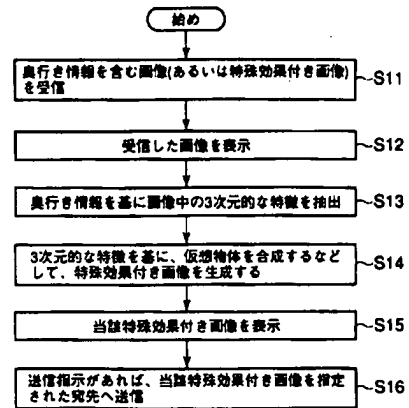 始め
奥行き情報を含む画像(あるいは特殊効果付き画像)
を受信
S11
受信した画像を表示
S12
奥行き情報を基に画像中の3次元的な特徴を抽出
S13
3次元的な特徴を基に、仮想物体を合成するなど
して、特殊効果付き画像を生成する
S14
当該特殊効果付き画像を表示
S15
送信指示があれば、当該特殊効果付き画像を指定
された宛先へ送信
S16